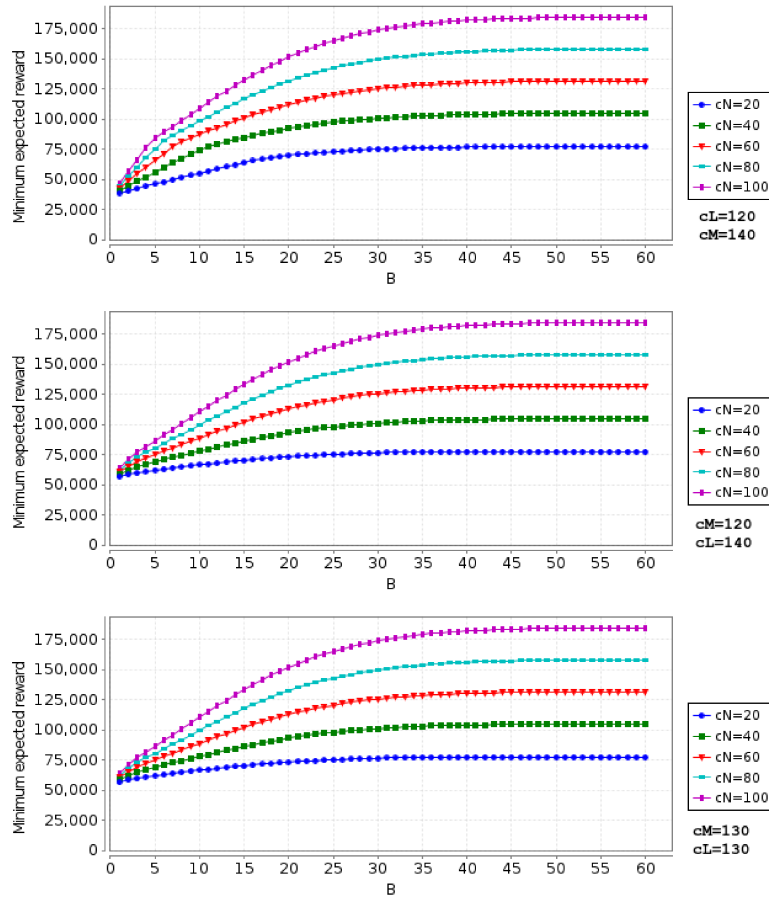 Minimum expected reward
175,000
150,000
125,000
100,000
75,000
50,000
25,000
0
0 5 10 15 20 25 30 35 40 45 50 55 60
B
cN=20
cN=40
cN=60
cN=80
cN=100
cL=120
cM=140
Minimum expected reward
175,000
150,000
125,000
100,000
75,000
50,000
25,000
0
0 5 10 15 20 25 30 35 40 45 50 55 60
B
cN=20
cN=40
cN=60
cN=80
cN=100
cM=120
cL=140
Minimum expected reward
175,000
150,000
125,000
100,000
75,000
50,000
25,000
0
0 5 10 15 20 25 30 35 40 45 50 55 60
B
cN=20
cN=40
cN=60
cN=80
cN=100
cM=130
cL=130